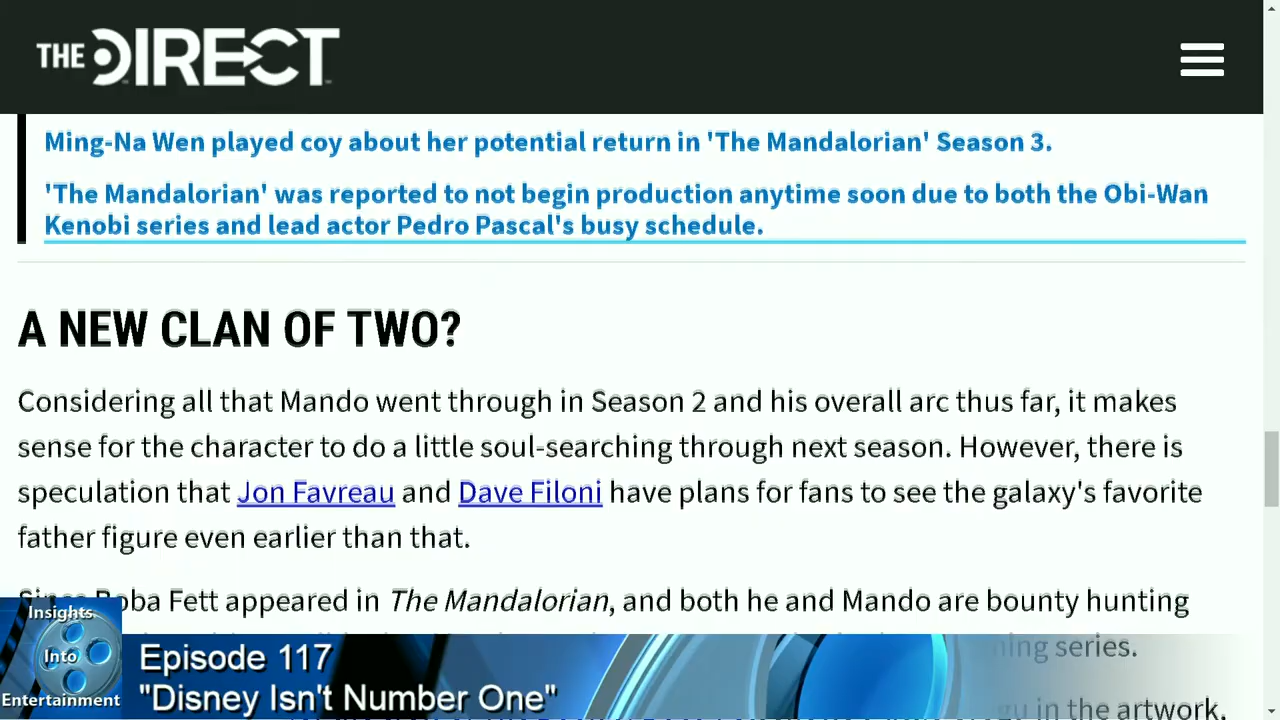 THE DIRECT
Ming-Na Wen played coy about her potential return in 'The Mandalorian' Season 3.
'The Mandalorian' was reported to not begin production anytime soon due to both the Obi-Wan
Kenobi series and lead actor Pedro Pascal's busy schedule.
A NEW CLAN OF TWO?
Considering all that Mando went through in Season 2 and his overall arc thus far, it makes
sense for the character to do a little soul-searching through next season. However, there is
speculation that Jon Favreau and Dave Filoni have plans for fans to see the galaxy's favorite
father figure even earlier than that.
Since Boba Fett appeared in The Mandalorian, and both he and Mando are bounty hunting
series.
in the artwork.
Insights
Into
Entertainment
Episode 117
"Disney Isn't Number One"